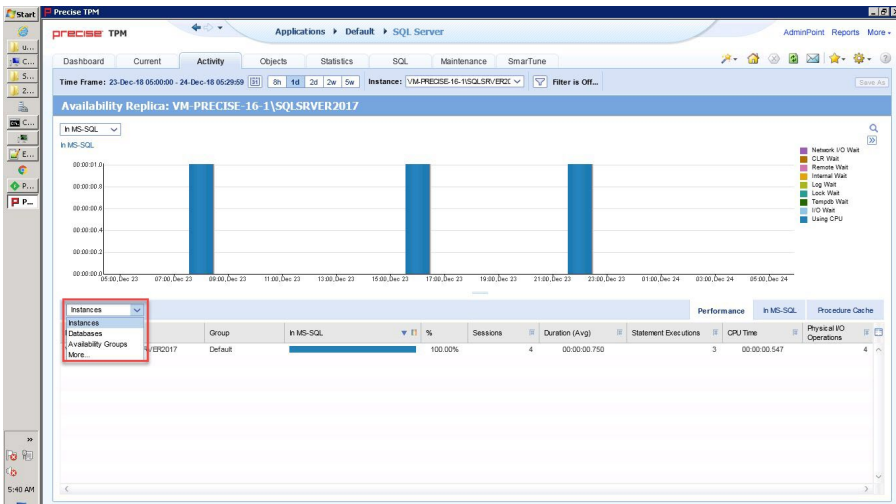 Start
Precise TPM
precise TPM
Applications Default SQL Server
AdminPoint Reports More
Dashboard Current Activity Objects Statistics SQL Maintenance SmarTune
Time Frame: 23-Dec-18 05:00:00 - 24-Dec-18 05:29:59 8h 1d 2d 2w 5w Instance: Filter is Off... Save As
Availability Replica: VM-PRECISE-16-1\SQLSRVER2017
In MS-SQL
In MS-SQL
Network I/O Wait
CLR Wait
Remote Wait
Internal Wait
Log Wait
Lock Wait
Tempdb Wait
I/O Wait
Using CPU
00:00:01.0
00:00:00.8
00:00:00.6
00:00:00.4
00:00:00.2
00:00:00.0
05:00,Dec 23 07:00,Dec 23 09:00,Dec 23 11:00,Dec 23 13:00,Dec 23 15:00,Dec 23 17:00,Dec 23 19:00,Dec 23 21:00,Dec 23 23:00,Dec 23 01:00,Dec 24 03:00,Dec 24 05:00,Dec 24
Instances
Performance In MS-SQL Procedure Cache
Instances
Databases
Availability Groups
More...
Group In MS-SQL % Sessions Duration (Avg) Statement Executions CPU Time Physical I/O Operations
Default 100.00% 4 00:00:00.750 3 00:00:00.547 4
5:40 AM